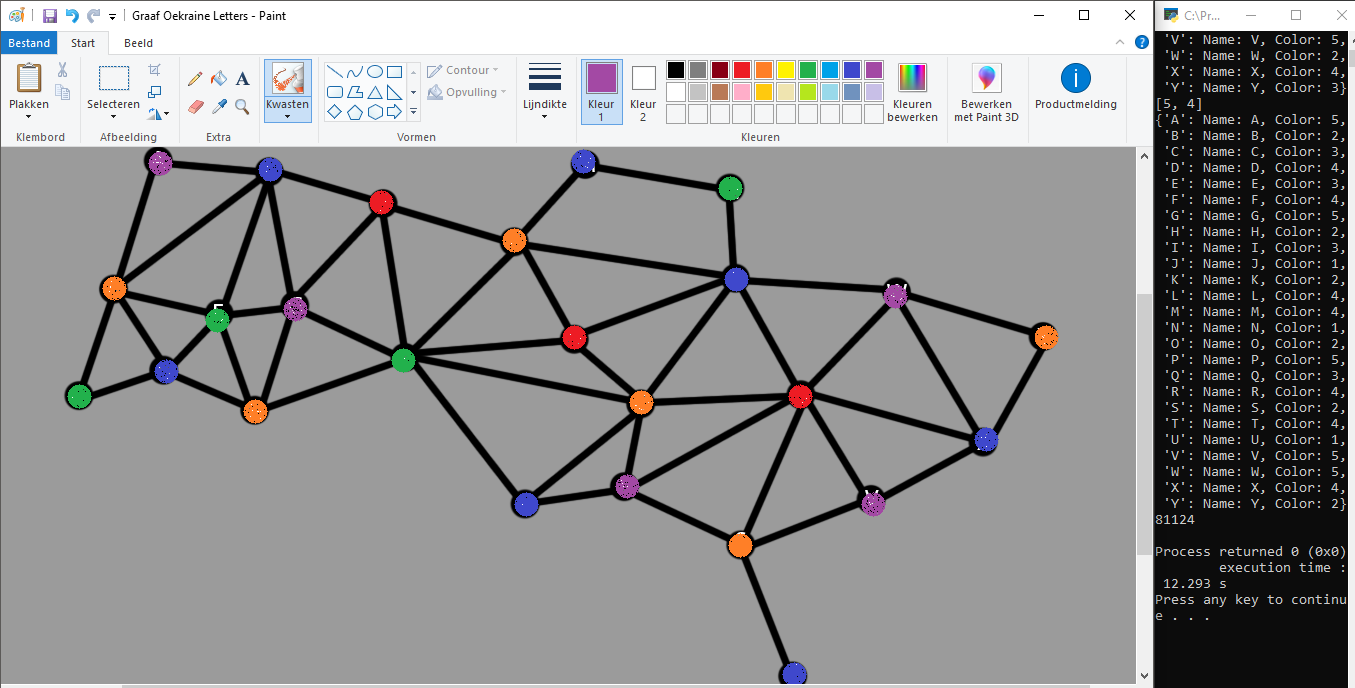 Graaf Oekraine Letters - Paint
Bestand
Start
Beeld
Plakken
Klembord
Selecteren
Afbeelding
A
Extra
Kwasten
Contour
Opvulling
Vormen
Lijndikte
Kleur
1
Kleur
2
Kleuren
bewerken
Kleuren
Bewerken
met Paint 3D
Productmelding
C:\Pr...
'V': Name: V, Color: 5,
'W': Name: W, Color: 2,
'X': Name: X, Color: 4,
'Y': Name: Y, Color: 3}
[5, 4]
{'A': Name: A, Color: 5,
'B': Name: B, Color: 2,
'C': Name: C, Color: 3,
'D': Name: D, Color: 4,
'E': Name: E, Color: 3,
'F': Name: F, Color: 4,
'G': Name: G, Color: 5,
'H': Name: H, Color: 2,
'I': Name: I, Color: 3,
'J': Name: J, Color: 1,
'K': Name: K, Color: 2,
'L': Name: L, Color: 4,
'M': Name: M, Color: 4,
'N': Name: N, Color: 1,
'O': Name: O, Color: 2,
'P': Name: P, Color: 5,
'Q': Name: Q, Color: 3,
'R': Name: R, Color: 4,
'S': Name: S, Color: 2,
'T': Name: T, Color: 4,
'U': Name: U, Color: 1,
'V': Name: V, Color: 5,
'W': Name: W, Color: 5,
'X': Name: X, Color: 4,
'Y': Name: Y, Color: 2}
81124
Process returned 0 (0x0)
execution time :
12.293 s
Press any key to continu
e . . .